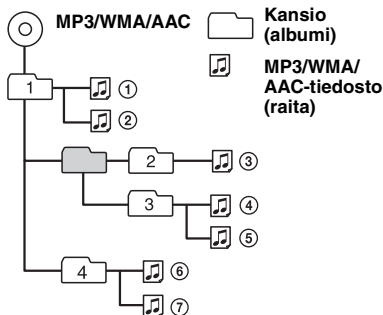 MP3/WMA/AAC
Kansio
(albumi)
MP3/WMA/
AAC-tiedosto
(raita)
1
①
②
2
③
3
④
⑤
4
⑥
⑦